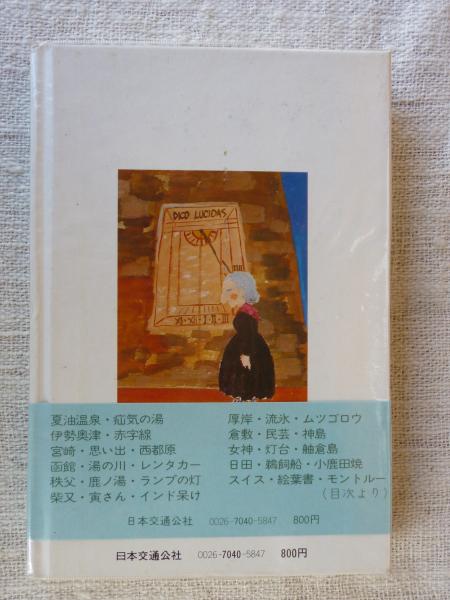 DICO LUCIDAS
夏油温泉・疝気の湯
伊勢奥津・赤字線
宮崎・思い出・西都原
函館・湯の川・レンタカー
秩父・鹿ノ湯・ランプの灯
柴又・寅さん・インド呆け
厚岸・流氷・ムツゴロウ
倉敷・民芸・神島
女神・灯台・舳倉島
日田・鵜飼船・小鹿田焼
スイス・絵葉書・モントルー
(目次より)
日本交通公社 0026-7040-5847 800円
日本交通公社 0026-7040-5847 800円